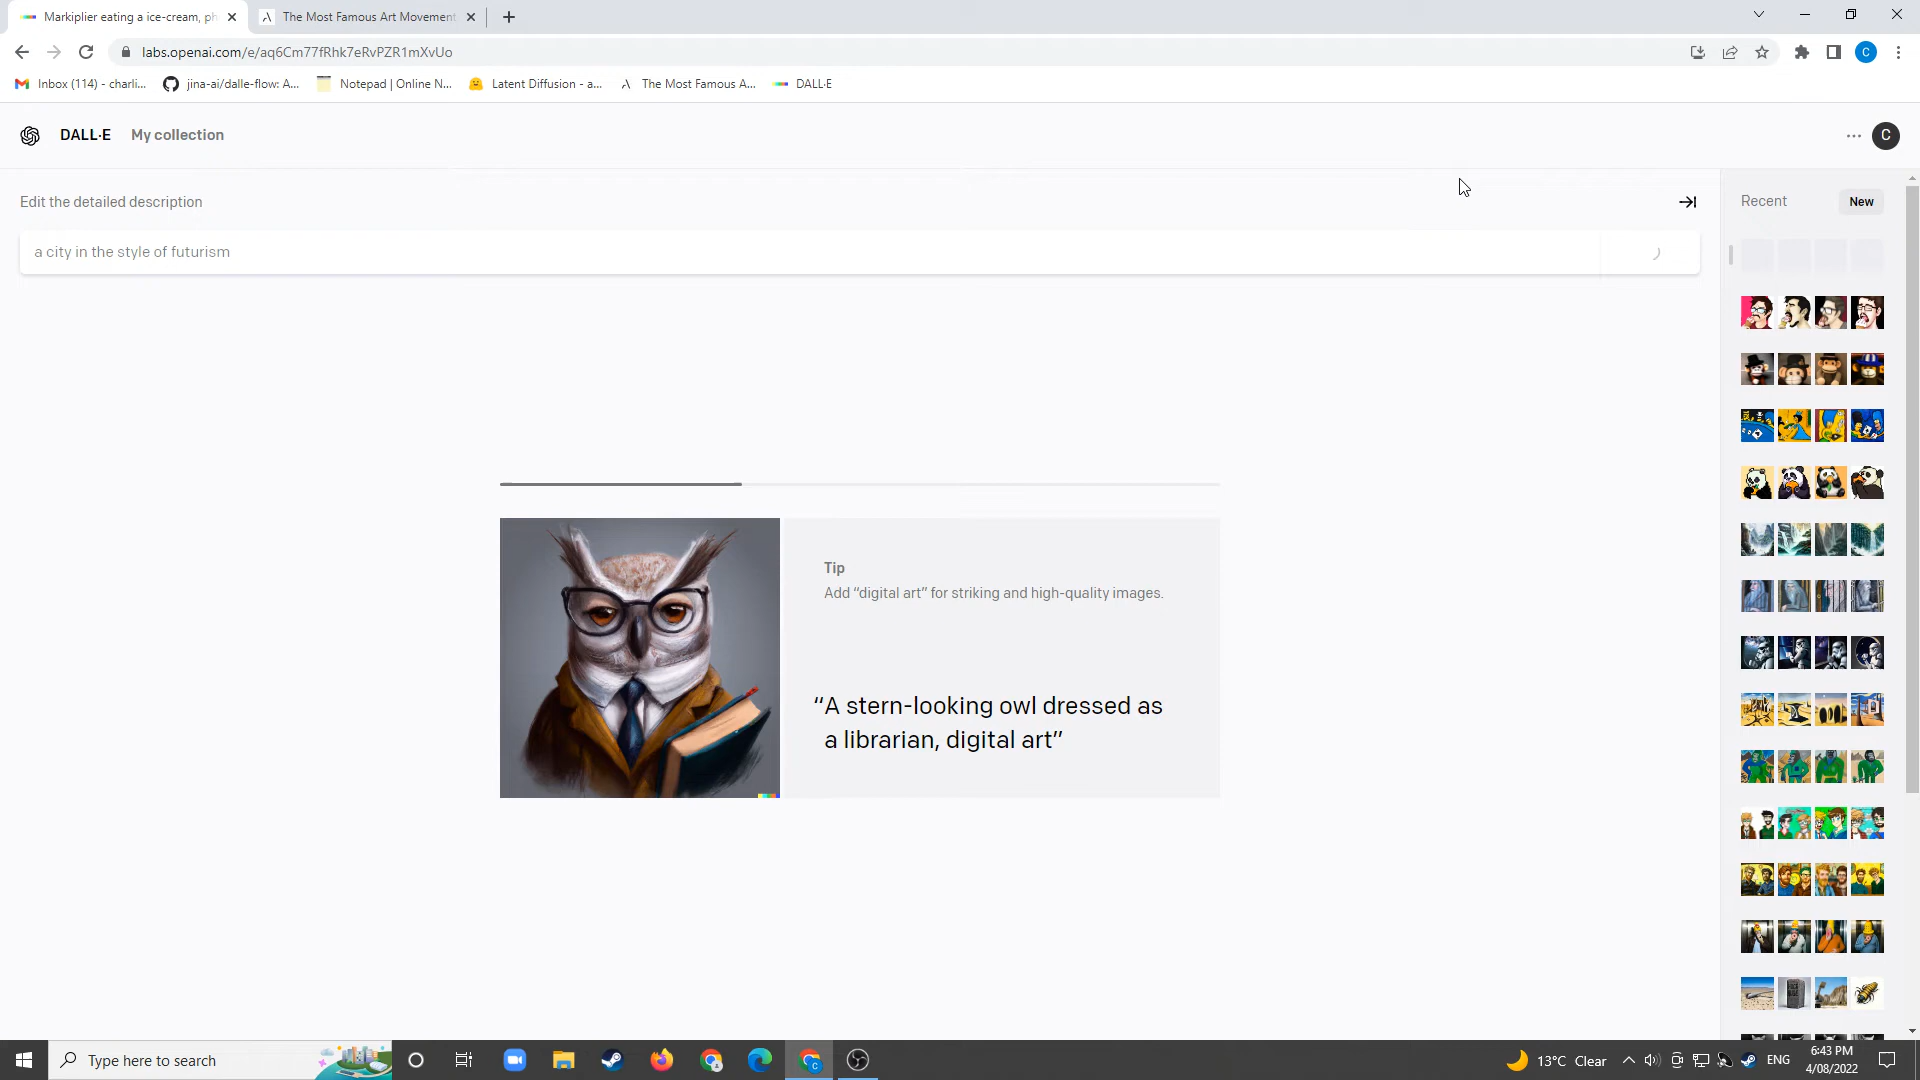 Markiplier eating a ice-cream, ph
The Most Famous Art Movement
labs.openai.com/e/aq6Cm77fRhk7eRvPZR1mXvUo
C
Inbox (114) - charli...
jina-ai/dalle-flow: A...
Notepad | Online N...
Latent Diffusion - a...
The Most Famous A...
DALL·E
DALL·E
My collection
C
Edit the detailed description
Recent
New
a city in the style of futurism
Tip
Add “digital art” for striking and high-quality images.
“A stern-looking owl dressed as
a librarian, digital art”
Type here to search
13°C Clear
ENG
6:43 PM
4/08/2022